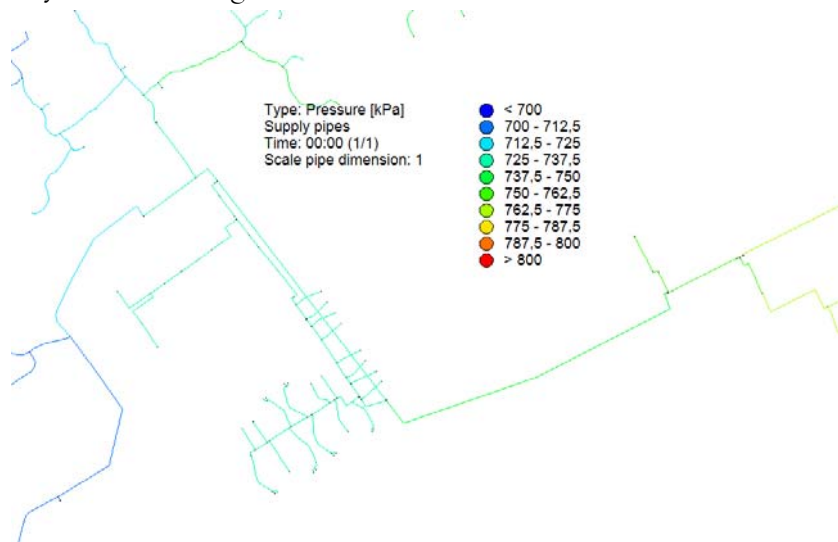 Type: Pressure [kPa]
Supply pipes
Time: 00:00 (1/1)
Scale pipe dimension: 1
< 700
700 - 712,5
712,5 - 725
725 - 737,5
737,5 - 750
750 - 762,5
762,5 - 775
775 - 787,5
787,5 - 800
> 800